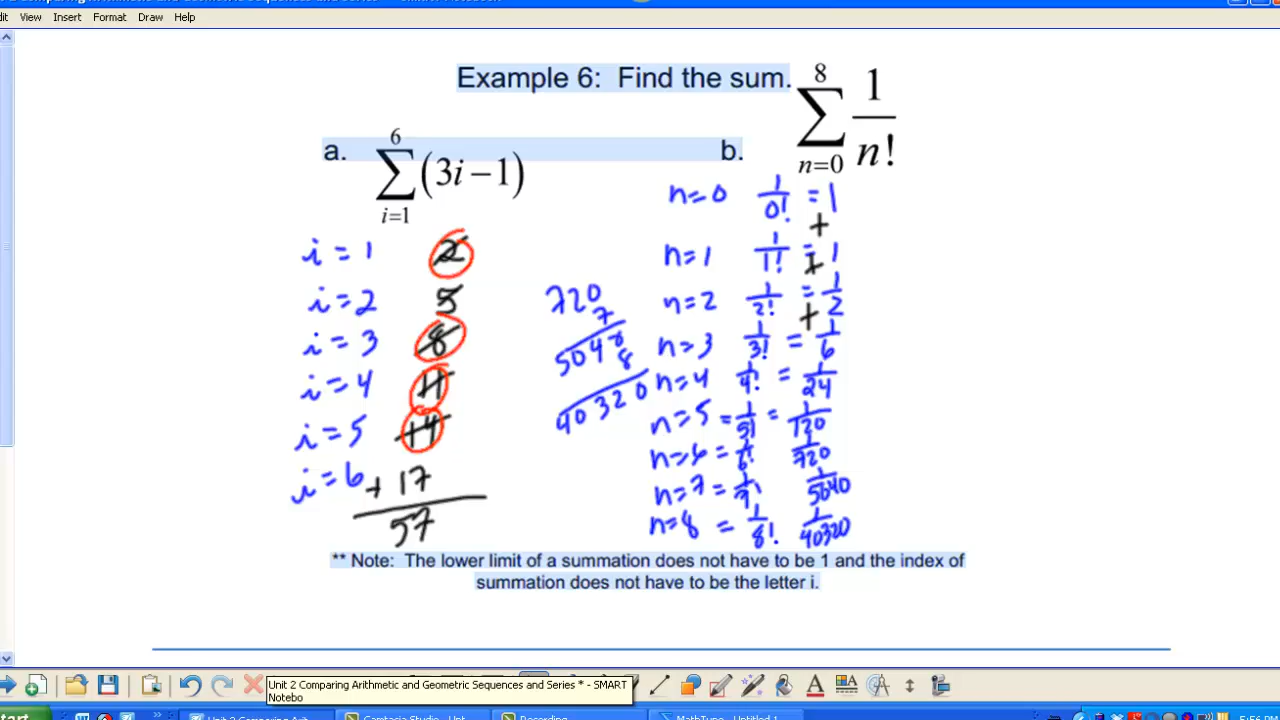 View Insert Format Draw Help
Example 6: Find the sum.
a. 6 ∑ i=1 (3i − 1)
b. 8 ∑ n=0 1/n!
i = 1 2
i = 2 5
i = 3 8
i = 4 11
i = 5 14
i = 6 + 17
57
720
7
5040
8
40320
n=0 1/0! = 1
+
n=1 1/1! = 1
+
n=2 1/2! = 1/2
+
n=3 1/3! = 1/6
n=4 1/4! = 1/24
n=5 = 1/5! = 1/120
n=6 = 1/6! 1/720
n=7 = 1/7! 1/5040
n=8 = 1/8! 1/40320
** Note: The lower limit of a summation does not have to be 1 and the index of
summation does not have to be the letter i.
Unit 2 Comparing Arithmetic and Geometric Sequences and Series * - SMART
Notebo
start
5:56 PM